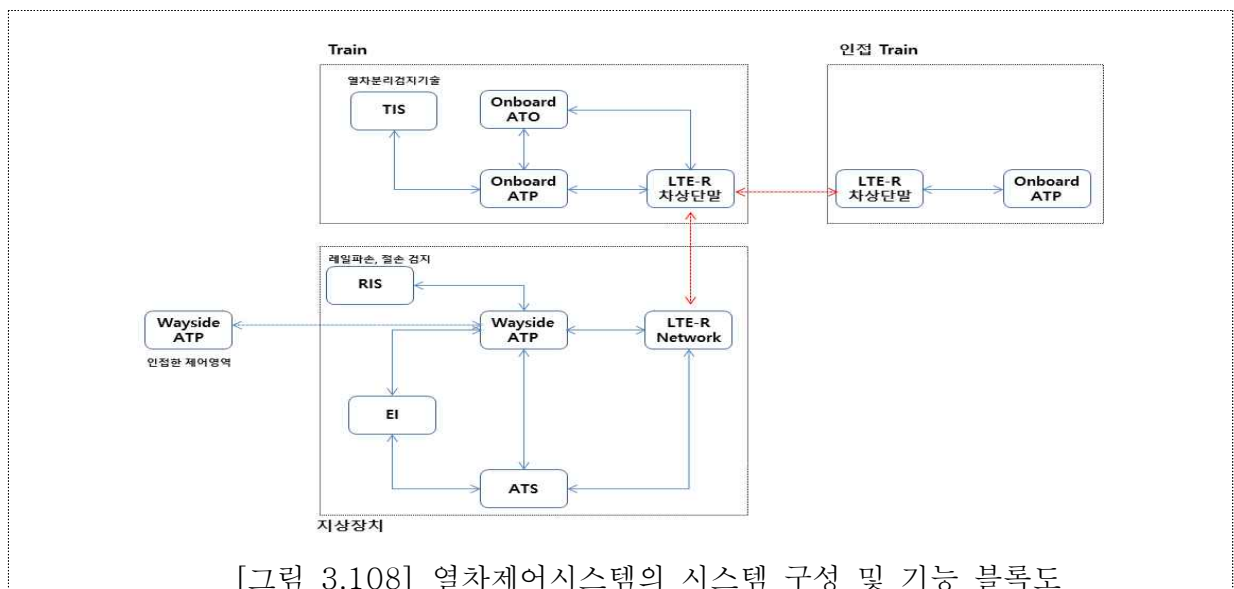 Train
인접 Train
열차분리검지기술
TIS
Onboard
ATO
Onboard
ATP
LTE-R
차상단말
LTE-R
차상단말
Onboard
ATP
레일파손, 절손 검지
RIS
Wayside
ATP
인접한 제어영역
Wayside
ATP
LTE-R
Network
EI
ATS
지상장치
[그림 3.108] 열차제어시스템의 시스템 구성 및 기능 블록도